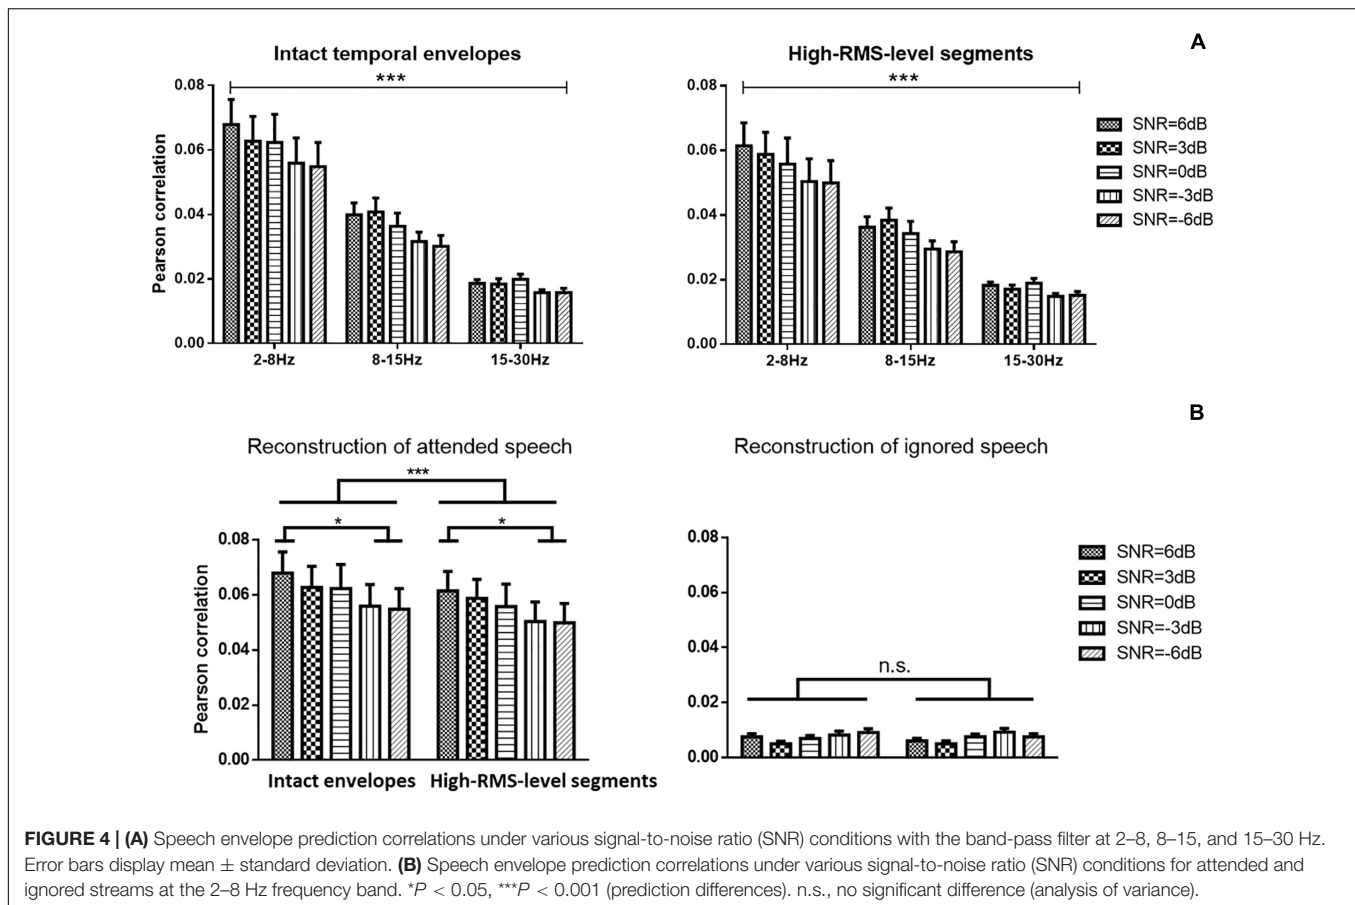 A
Intact temporal envelopes
***
Pearson correlation
0.08
0.06
0.04
0.02
0.00
2-8Hz 8-15Hz 15-30Hz
High-RMS-level segments
***
0.08
0.06
0.04
0.02
0.00
2-8Hz 8-15Hz 15-30Hz
SNR=6dB
SNR=3dB
SNR=0dB
SNR=-3dB
SNR=-6dB
B
Reconstruction of attended speech
***
* *
Pearson correlation
0.08
0.06
0.04
0.02
0.00
Intact envelopes High-RMS-level segments
Reconstruction of ignored speech
0.08
0.06
0.04
0.02
0.00
n.s.
SNR=6dB
SNR=3dB
SNR=0dB
SNR=-3dB
SNR=-6dB
FIGURE 4 | (A) Speech envelope prediction correlations under various signal-to-noise ratio (SNR) conditions with the band-pass filter at 2–8, 8–15, and 15–30 Hz.
Error bars display mean ± standard deviation. (B) Speech envelope prediction correlations under various signal-to-noise ratio (SNR) conditions for attended and
ignored streams at the 2–8 Hz frequency band. *P < 0.05, ***P < 0.001 (prediction differences). n.s., no significant difference (analysis of variance).